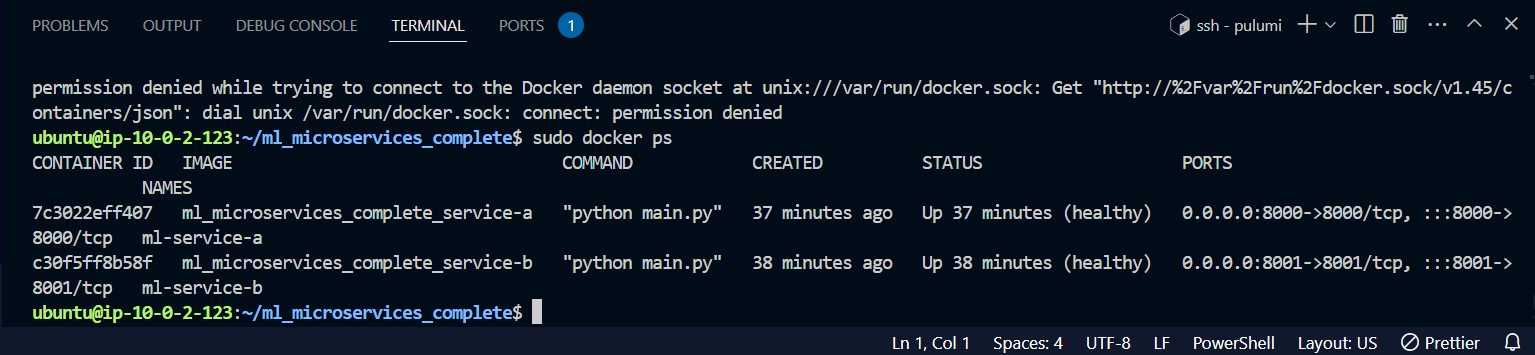 PROBLEMS OUTPUT DEBUG CONSOLE TERMINAL PORTS 1 ssh - pulumi
permission denied while trying to connect to the Docker daemon socket at unix:///var/run/docker.sock: Get "http://%2Fvar%2Frun%2Fdocker.sock/v1.45/c
ontainers/json": dial unix /var/run/docker.sock: connect: permission denied
ubuntu@ip-10-0-2-123:~/ml_microservices_complete$ sudo docker ps
CONTAINER ID   IMAGE                                 COMMAND            CREATED          STATUS                    PORTS
           NAMES
7c3022eff407   ml_microservices_complete_service-a   "python main.py"   37 minutes ago   Up 37 minutes (healthy)   0.0.0.0:8000->8000/tcp, :::8000->
8000/tcp   ml-service-a
c30f5ff8b58f   ml_microservices_complete_service-b   "python main.py"   38 minutes ago   Up 38 minutes (healthy)   0.0.0.0:8001->8001/tcp, :::8001->
8001/tcp   ml-service-b
ubuntu@ip-10-0-2-123:~/ml_microservices_complete$
Ln 1, Col 1 Spaces: 4 UTF-8 LF PowerShell Layout: US Prettier